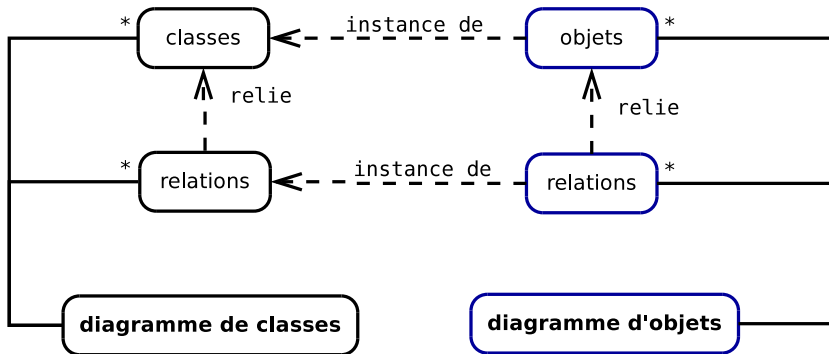 * instance de *
classes objets
relie
relie
* instance de *
relations relations
diagramme de classes diagramme d'objets